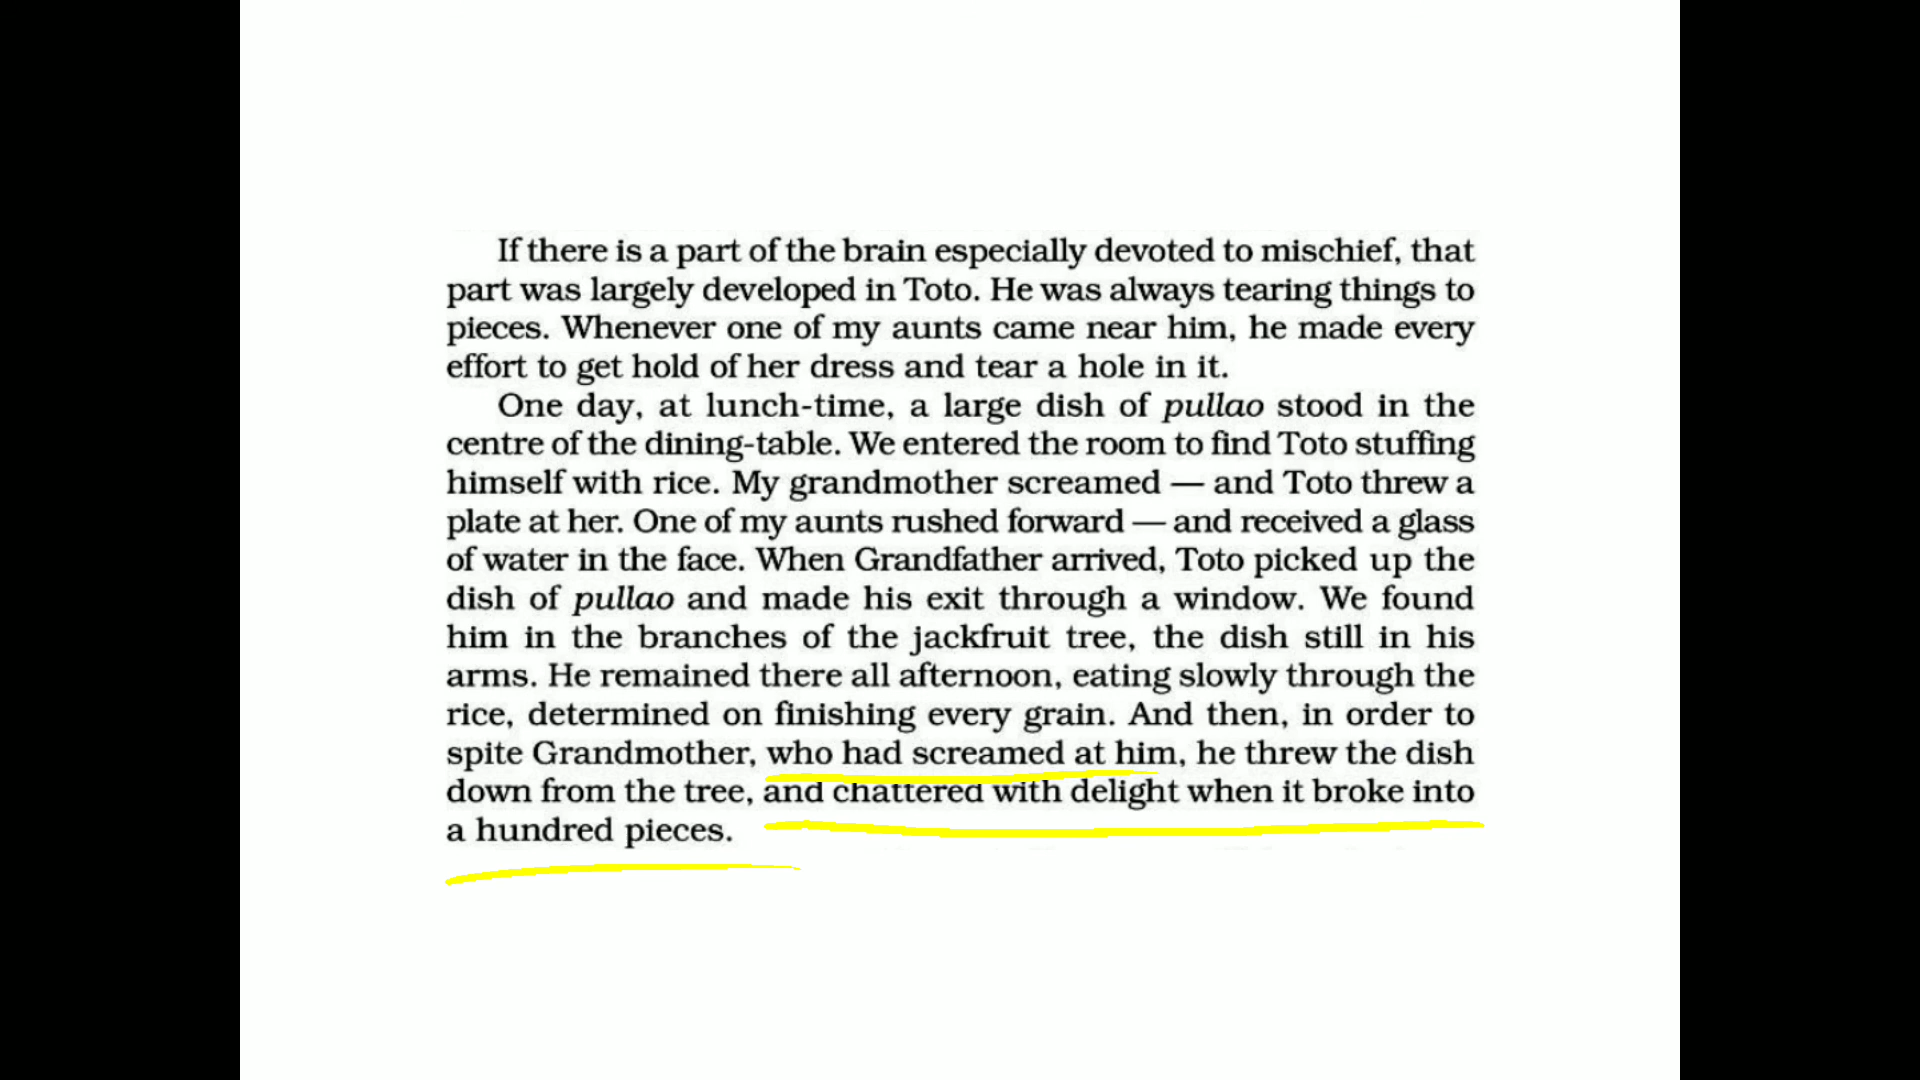 If there is a part of the brain especially devoted to mischief, that
part was largely developed in Toto. He was always tearing things to
pieces. Whenever one of my aunts came near him, he made every
effort to get hold of her dress and tear a hole in it.
One day, at lunch-time, a large dish of pullao stood in the
centre of the dining-table. We entered the room to find Toto stuffing
himself with rice. My grandmother screamed — and Toto threw a
plate at her. One of my aunts rushed forward — and received a glass
of water in the face. When Grandfather arrived, Toto picked up the
dish of pullao and made his exit through a window. We found
him in the branches of the jackfruit tree, the dish still in his
arms. He remained there all afternoon, eating slowly through the
rice, determined on finishing every grain. And then, in order to
spite Grandmother, who had screamed at him, he threw the dish
down from the tree, and chattered with delight when it broke into
a hundred pieces.